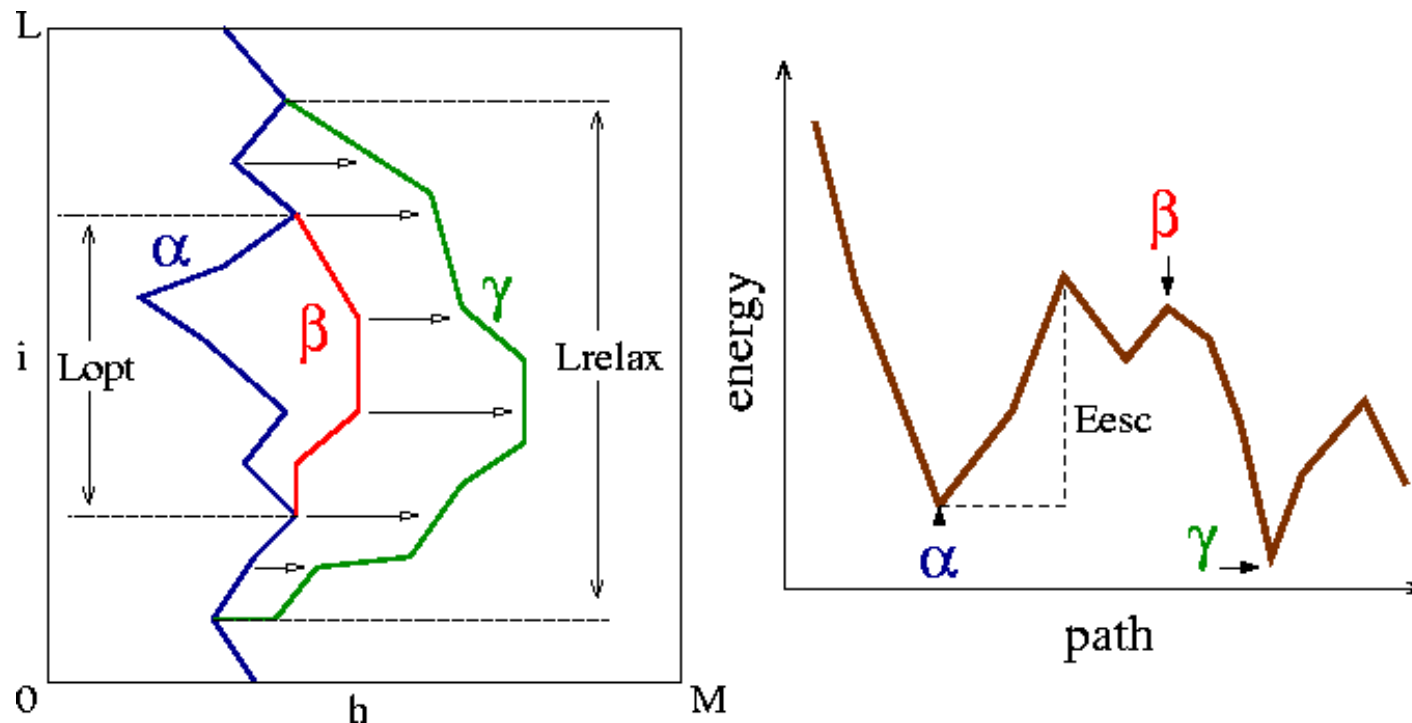 L
α
β
γ
i
Lopt
Lrelax
0
h
M
energy
β
Eesc
α
γ
path